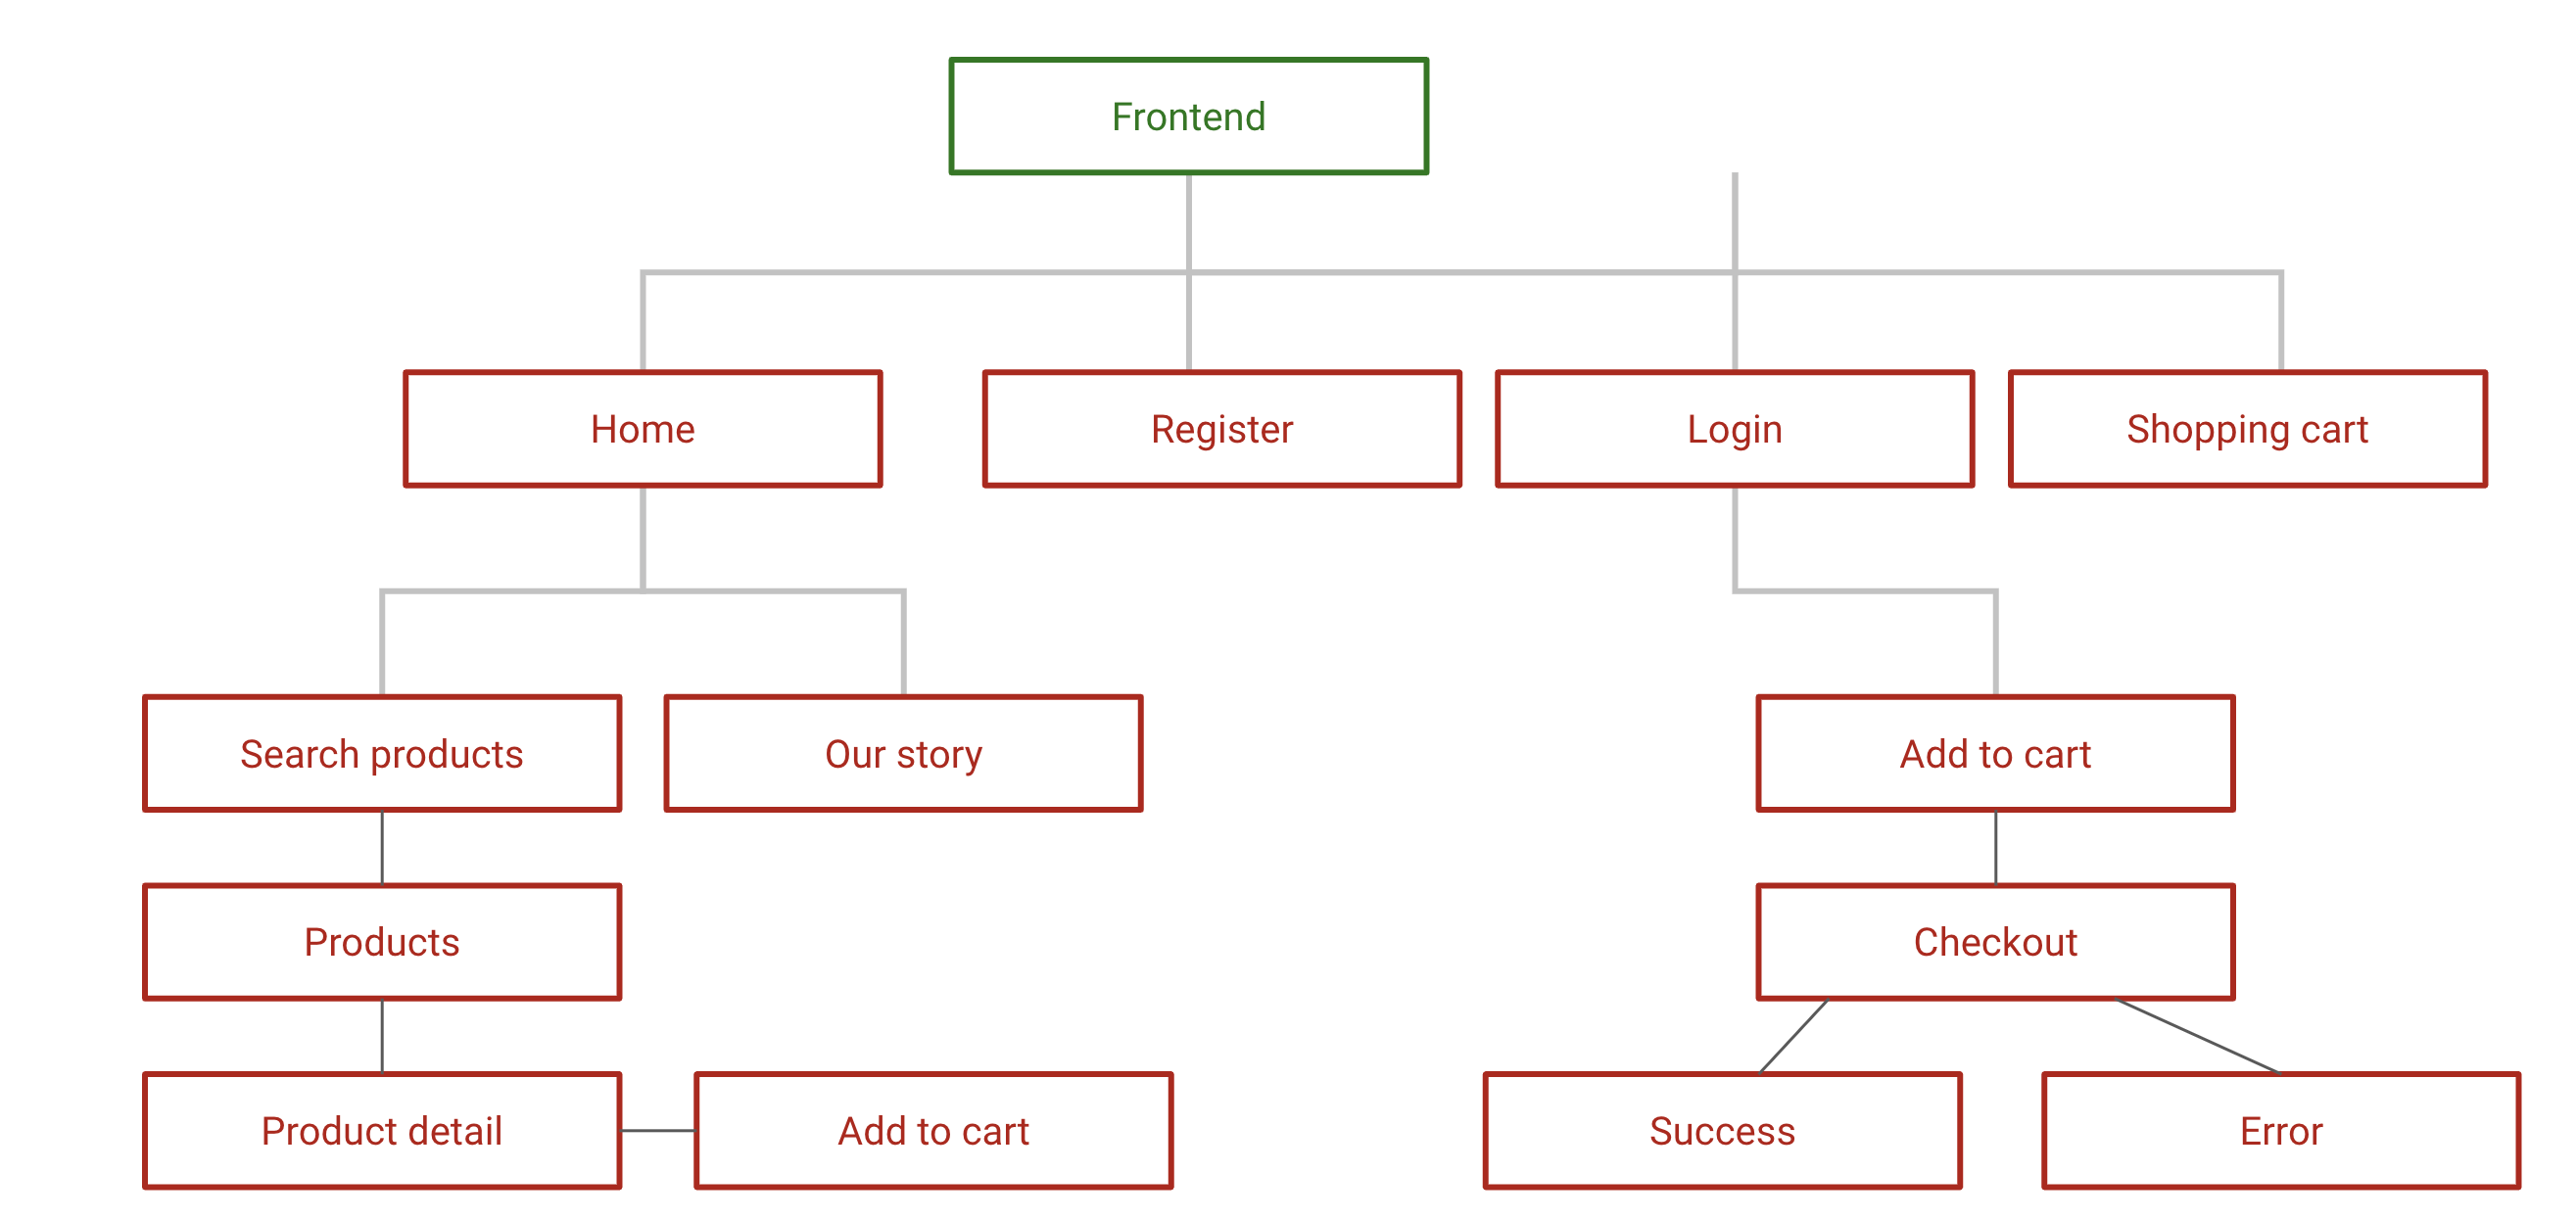 Frontend
Home
Register
Login
Shopping cart
Search products
Our story
Add to cart
Products
Checkout
Product detail
Add to cart
Success
Error